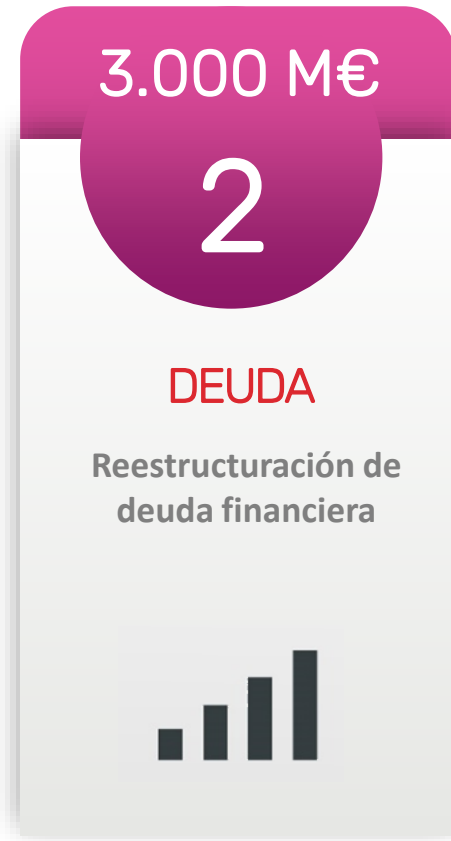 3.000 M€
2
DEUDA
Reestructuración de
deuda financiera